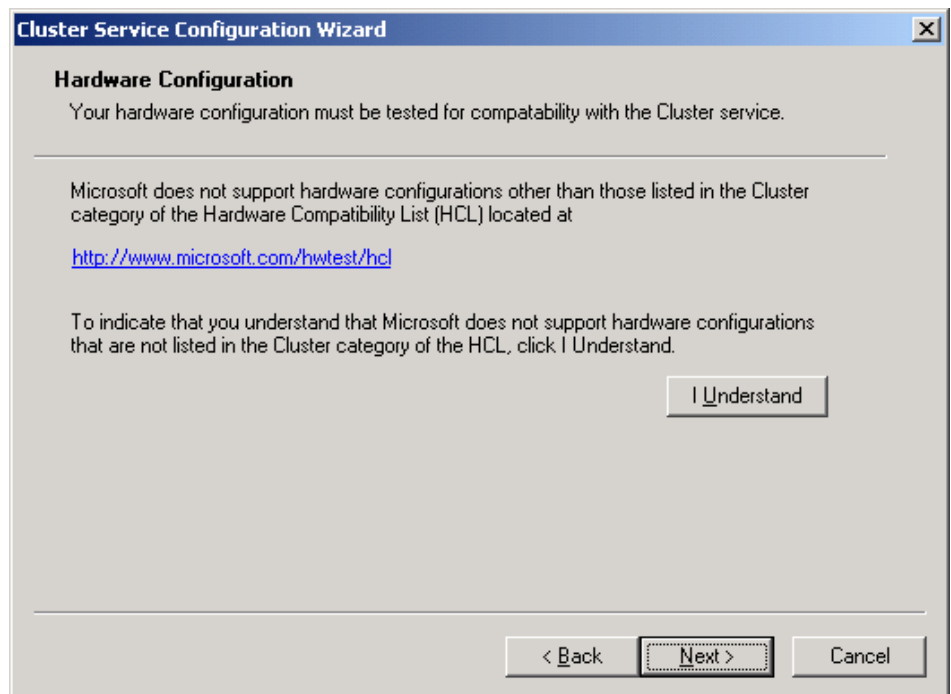 Cluster Service Configuration Wizard
Hardware Configuration
Your hardware configuration must be tested for compatability with the Cluster service.
Microsoft does not support hardware configurations other than those listed in the Cluster
category of the Hardware Compatibility List (HCL) located at
http://www.microsoft.com/hwtest/hcl
To indicate that you understand that Microsoft does not support hardware configurations
that are not listed in the Cluster category of the HCL, click I Understand.
I Understand
< Back Next > Cancel